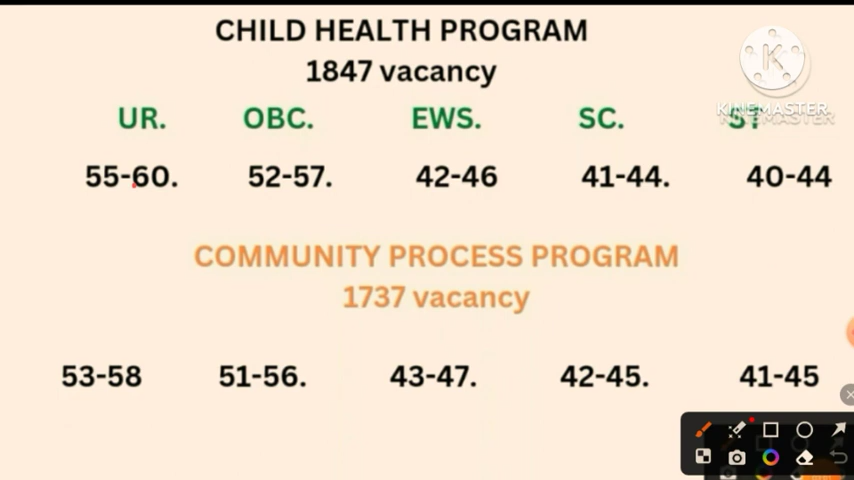 CHILD HEALTH PROGRAM
1847 vacancy
K
KINEMASTER
UR. OBC. EWS. SC. ST
55-60. 52-57. 42-46 41-44. 40-44
COMMUNITY PROCESS PROGRAM
1737 vacancy
53-58 51-56. 43-47. 42-45. 41-45